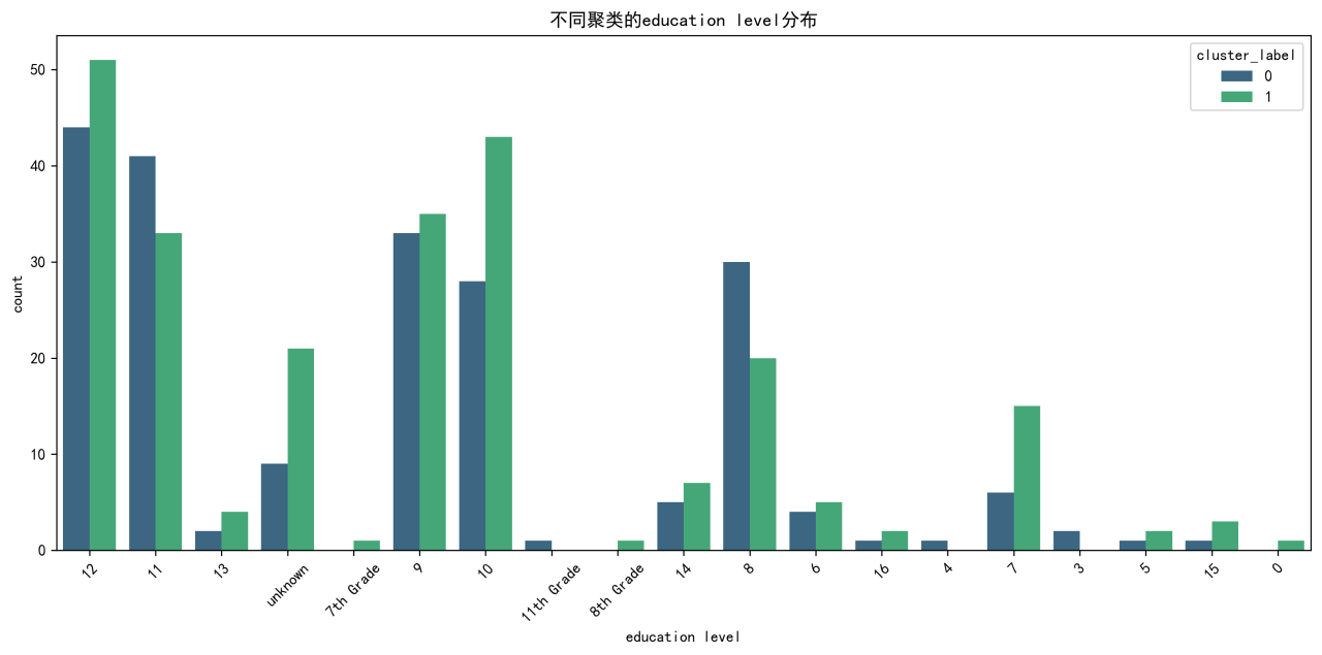 不同聚类的education level分布
cluster_label
0
1
count
50
40
30
20
10
0
12
11
13
unknown
7th Grade
9
10
11th Grade
8th Grade
14
8
6
16
4
7
3
5
15
0
education level